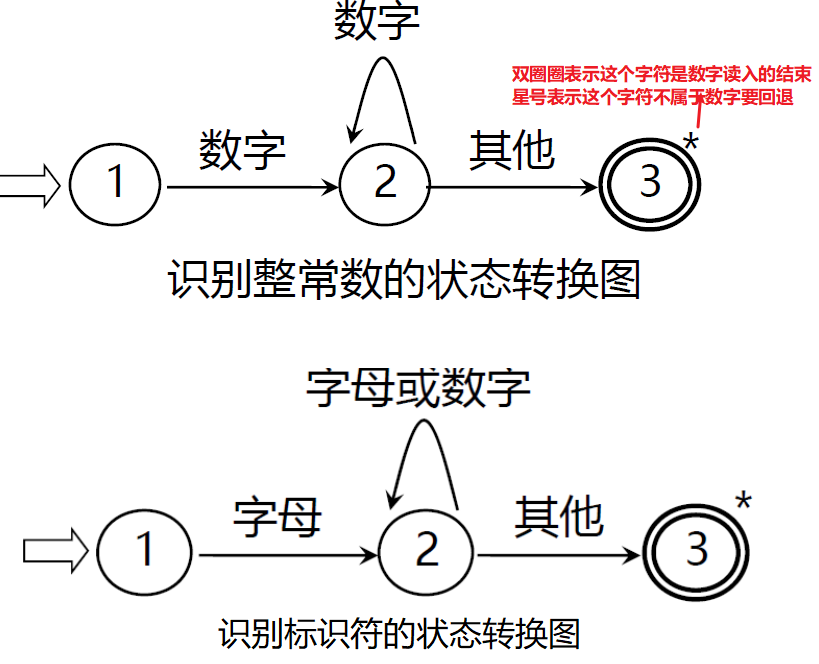 数字
双圈圈表示这个字符是数字读入的结束
星号表示这个字符不属于数字要回退
1
数字
2
其他
3
*
识别整常数的状态转换图
字母或数字
1
字母
2
其他
3
*
识别标识符的状态转换图